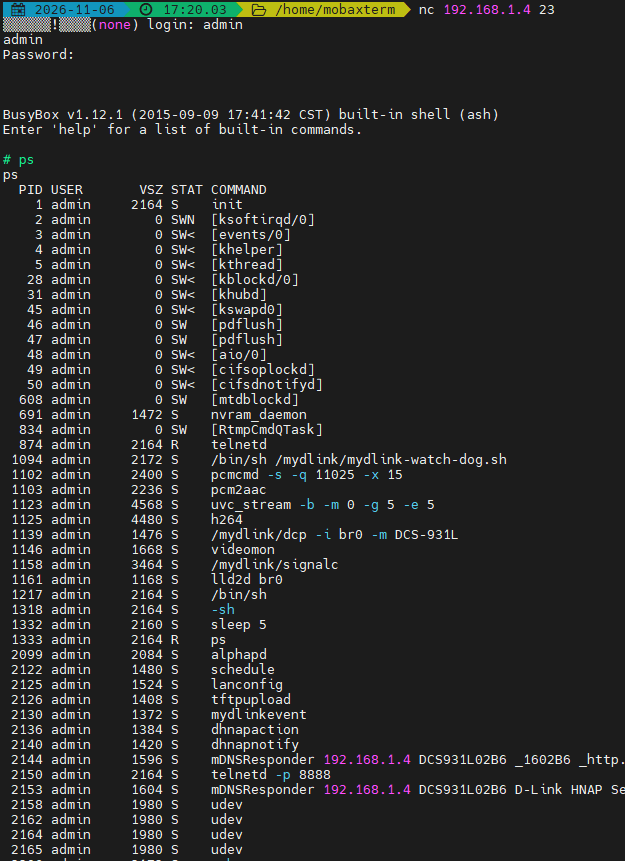 2026-11-06 17:20.03 /home/mobaxterm nc 192.168.1.4 23
!(none) login: admin
admin
Password:
BusyBox v1.12.1 (2015-09-09 17:41:42 CST) built-in shell (ash)
Enter 'help' for a list of built-in commands.
# ps
ps
PID USER VSZ STAT COMMAND
1 admin 2164 S init
2 admin 0 SWN [ksoftirqd/0]
3 admin 0 SW< [events/0]
4 admin 0 SW< [khelper]
5 admin 0 SW< [kthread]
28 admin 0 SW< [kblockd/0]
31 admin 0 SW< [khubd]
45 admin 0 SW< [kswapd0]
46 admin 0 SW [pdflush]
47 admin 0 SW [pdflush]
48 admin 0 SW< [aio/0]
49 admin 0 SW< [cifsoplockd]
50 admin 0 SW< [cifsdnotifyd]
608 admin 0 SW [mtdblockd]
691 admin 1472 S nvram_daemon
834 admin 0 SW [RtmpCmdQTask]
874 admin 2164 R telnetd
1094 admin 2172 S /bin/sh /mydlink/mydlink-watch-dog.sh
1102 admin 2400 S pcmcmd -s -q 11025 -x 15
1103 admin 2236 S pcm2aac
1123 admin 4568 S uvc_stream -b -m 0 -g 5 -e 5
1125 admin 4480 S h264
1139 admin 1476 S /mydlink/dcp -i br0 -m DCS-931L
1146 admin 1668 S videomon
1158 admin 3464 S /mydlink/signalc
1161 admin 1168 S lld2d br0
1217 admin 2164 S /bin/sh
1318 admin 2164 S -sh
1332 admin 2160 S sleep 5
1333 admin 2164 R ps
2099 admin 2084 S alphapd
2122 admin 1480 S schedule
2125 admin 1524 S lanconfig
2126 admin 1408 S tftpupload
2130 admin 1372 S mydlinkevent
2136 admin 1384 S dhnapaction
2140 admin 1420 S dhnapnotify
2144 admin 1596 S mDNSResponder 192.168.1.4 DCS931L02B6 _1602B6 _http.
2150 admin 2164 S telnetd -p 8888
2153 admin 1604 S mDNSResponder 192.168.1.4 DCS931L02B6 D-Link HNAP Se
2158 admin 1980 S udev
2162 admin 1980 S udev
2164 admin 1980 S udev
2165 admin 1980 S udev